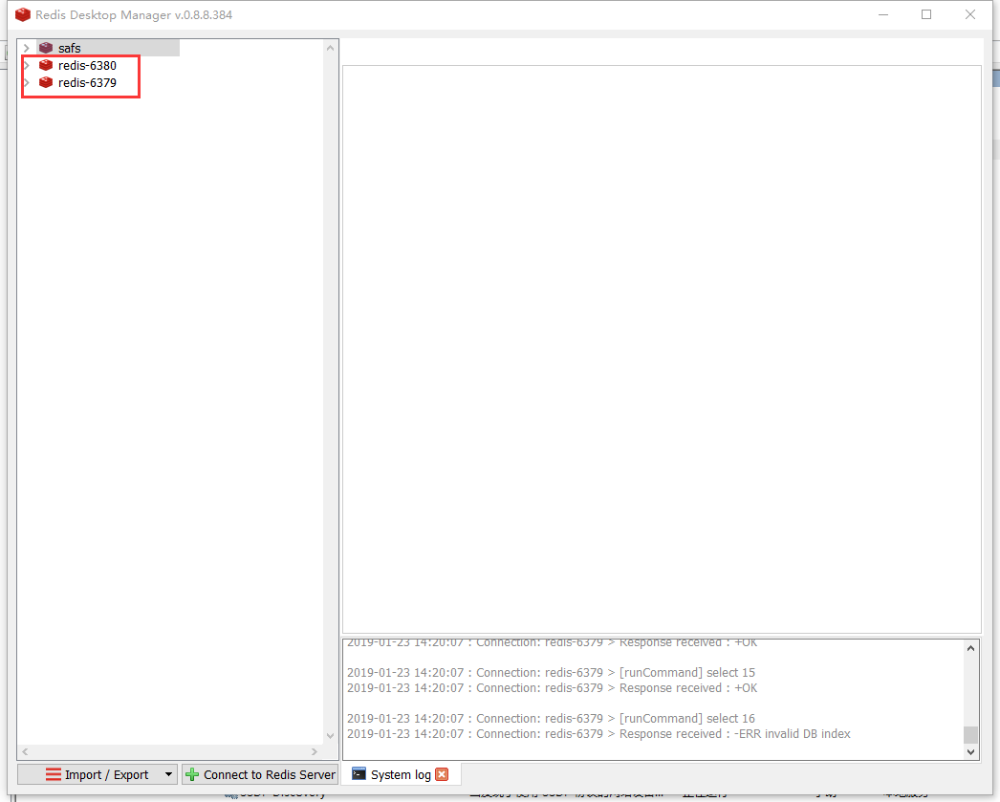 Redis Desktop Manager v.0.8.8.384
safs
redis-6380
redis-6379
2019-01-23 14:20:07 : Connection: redis-6379 > Response received : +OK
2019-01-23 14:20:07 : Connection: redis-6379 > [runCommand] select 15
2019-01-23 14:20:07 : Connection: redis-6379 > Response received : +OK
2019-01-23 14:20:07 : Connection: redis-6379 > [runCommand] select 16
2019-01-23 14:20:07 : Connection: redis-6379 > Response received : -ERR invalid DB index
Import / Export
Connect to Redis Server
System log